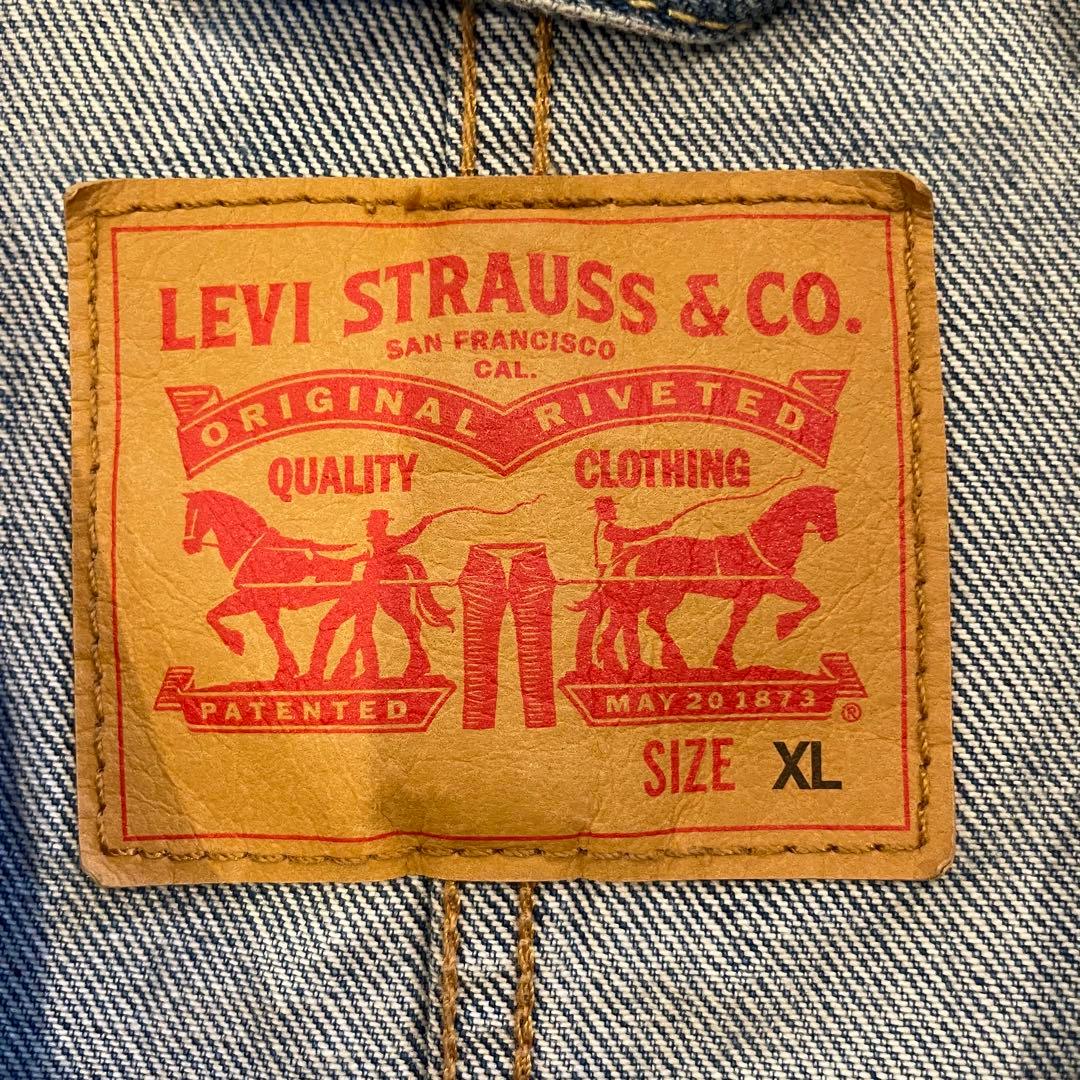 LEVI STRAUSS & CO.
SAN FRANCISCO
CAL.
ORIGINAL RIVETED
QUALITY CLOTHING
PATENTED MAY 20 1873 ®
SIZE XL